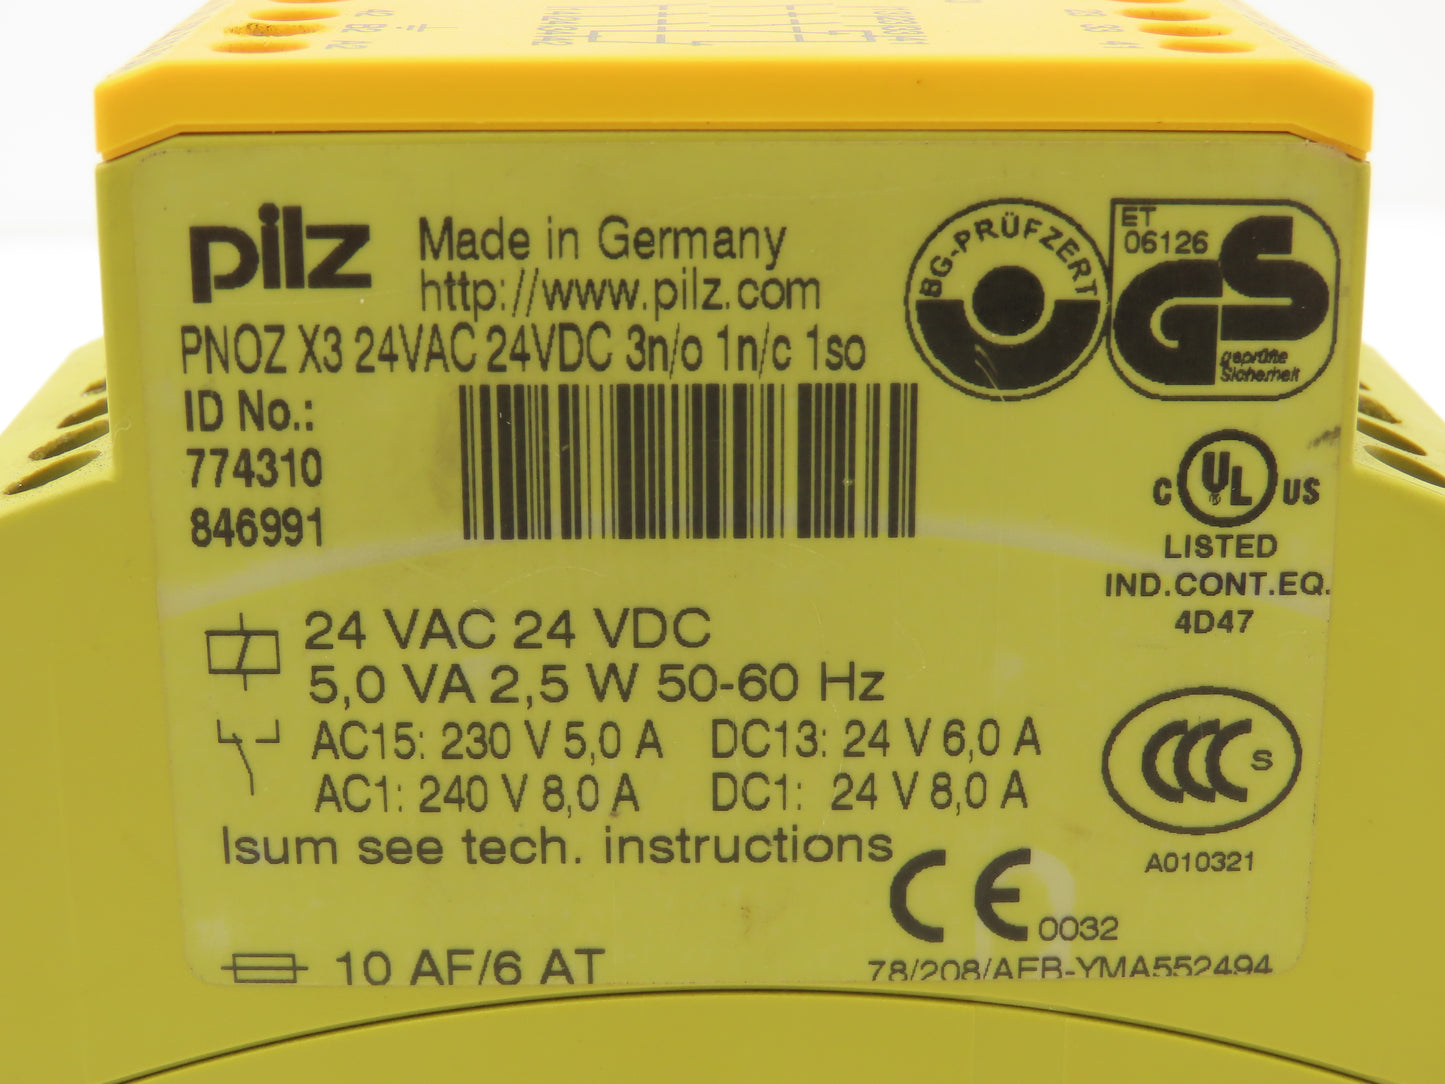 42 B2 A2
41
pilz
Made in Germany
http://www.pilz.com
PNOZ X3 24VAC 24VDC 3n/o 1n/c 1so
ID No.:
774310
846991
BG-PRÜFZERT
ET
06126
GS
geprüfte
Sicherheit
C UL US
®
LISTED
IND.CONT.EQ.
4D47
24 VAC 24 VDC
5,0 VA 2,5 W 50-60 Hz
AC15: 230 V 5,0 A DC13: 24 V 6,0 A
AC1: 240 V 8,0 A DC1: 24 V 8,0 A
Isum see tech. instructions
CCC S
A010321
CE 0032
10 AF/6 AT
78/208/AEB-YMA552494